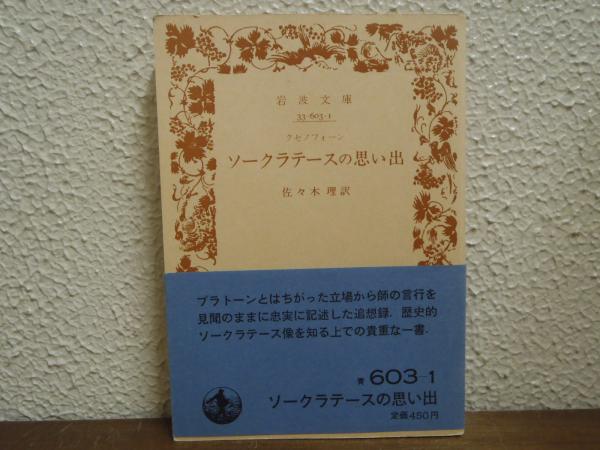 岩波文庫
33-603-1
クセノフォーン
ソークラテースの思い出
佐々木理訳
プラトーンとはちがった立場から師の言行を
見聞のままに忠実に記述した追想録．歴史的
ソークラテース像を知る上での貴重な一書．
青 603-1
ソークラテースの思い出
定価450円